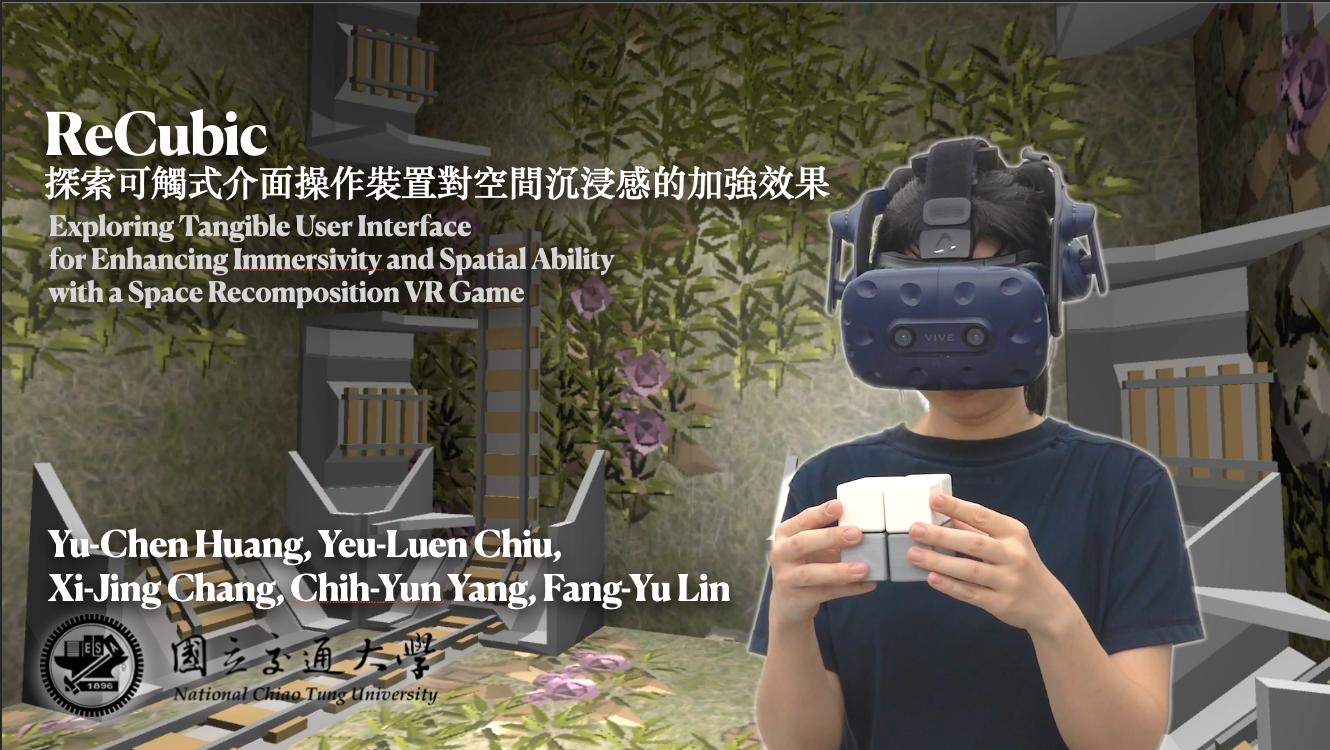 ReCubic
探索可觸式介面操作裝置對空間沉浸感的加強效果
Exploring Tangible User Interface
for Enhancing Immersivity and Spatial Ability
with a Space Recomposition VR Game
VIVE
Yu-Chen Huang, Yeu-Luen Chiu,
Xi-Jing Chang, Chih-Yun Yang, Fang-Yu Lin
ES
1896
國立交通大學
National Chiao Tung University